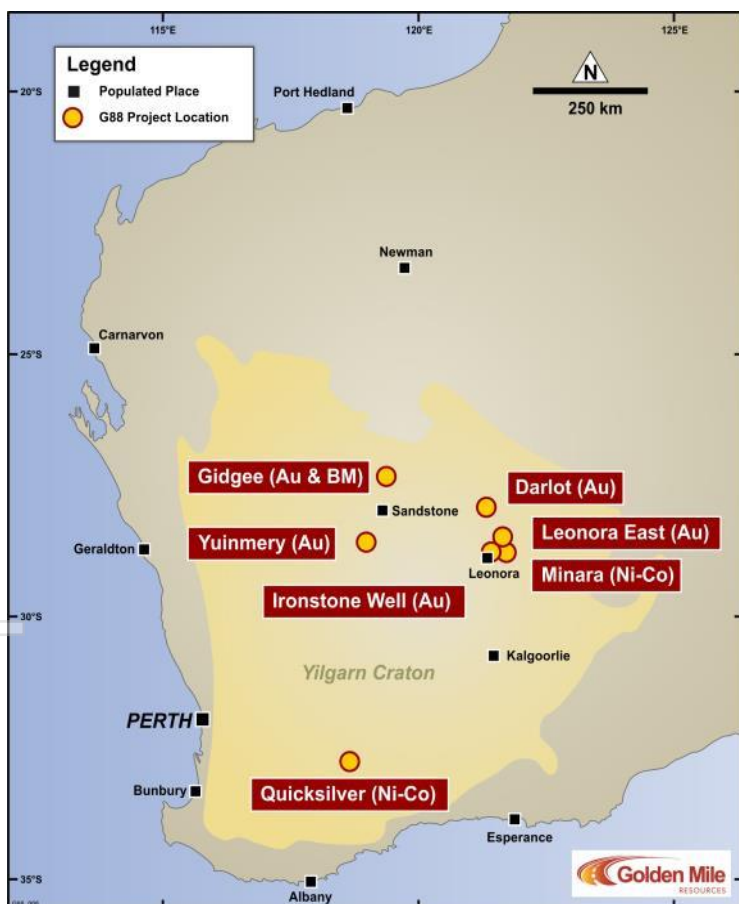 115°E
120°E
125°E
Legend
Populated Place
G88 Project Location
N
250 km
20°S
Port Hedland
Newman
Carnarvon
25°S
Gidgee (Au & BM)
Darlot (Au)
Sandstone
Leonora East (Au)
Yuinmery (Au)
Geraldton
Leonora
Minara (Ni-Co)
Ironstone Well (Au)
30°S
Kalgoorlie
Yilgarn Craton
PERTH
Bunbury
Quicksilver (Ni-Co)
Esperance
35°S
Albany
Golden Mile
RESOURCES